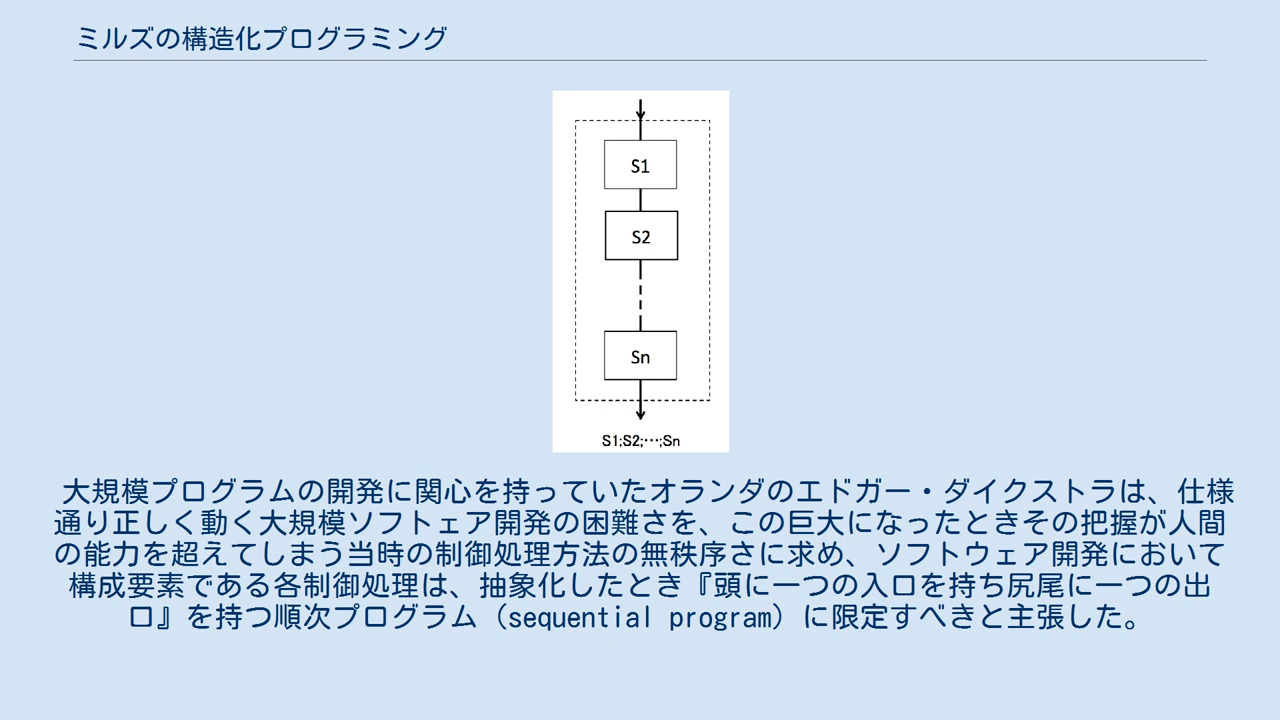 ミルズの構造化プログラミング
S1
S2
Sn
S1;S2;…;Sn
大規模プログラムの開発に関心を持っていたオランダのエドガー・ダイクストラは、仕様
通り正しく動く大規模ソフトェア開発の困難さを、この巨大になったときその把握が人間
の能力を超えてしまう当時の制御処理方法の無秩序さに求め、ソフトウェア開発において
構成要素である各制御処理は、抽象化したとき『頭に一つの入口を持ち尻尾に一つの出
口』を持つ順次プログラム（sequential program）に限定すべきと主張した。